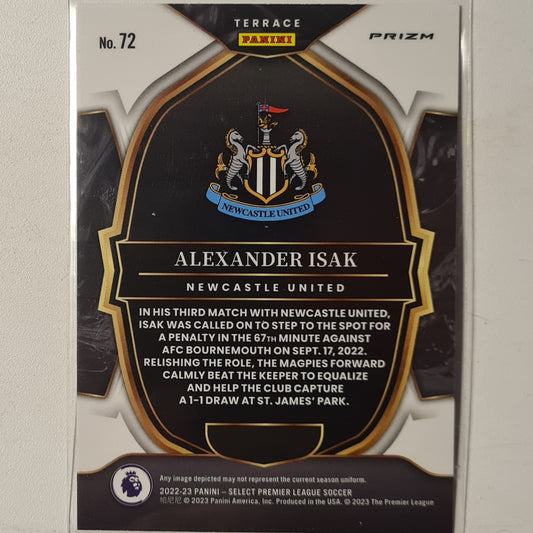 TERRACE
No. 72
PANINI
PRIZM
NEWCASTLE UNITED
ALEXANDER ISAK
NEWCASTLE UNITED
IN HIS THIRD MATCH WITH NEWCASTLE UNITED,
ISAK WAS CALLED ON TO STEP TO THE SPOT FOR
A PENALTY IN THE 67TH MINUTE AGAINST
AFC BOURNEMOUTH ON SEPT. 17, 2022.
RELISHING THE ROLE, THE MAGPIES FORWARD
CALMLY BEAT THE KEEPER TO EQUALIZE
AND HELP THE CLUB CAPTURE
A 1-1 DRAW AT ST. JAMES' PARK.
Any image depicted may not represent the current season uniform.
2022-23 PANINI – SELECT PREMIER LEAGUE SOCCER
帕尼尼 © 2023 Panini America, Inc. Produced in the USA. © 2023 The Premier League